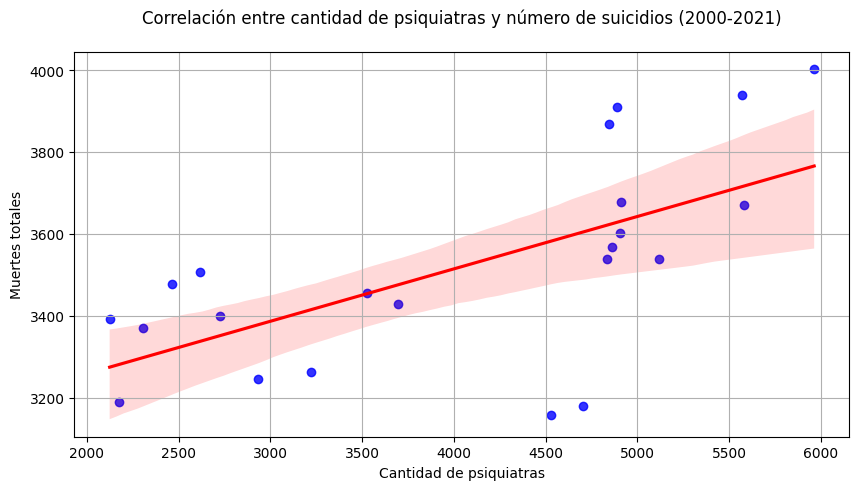 Correlación entre cantidad de psiquiatras y número de suicidios (2000-2021)
4000
3800
3600
3400
3200
Muertes totales
2000 2500 3000 3500 4000 4500 5000 5500 6000
Cantidad de psiquiatras